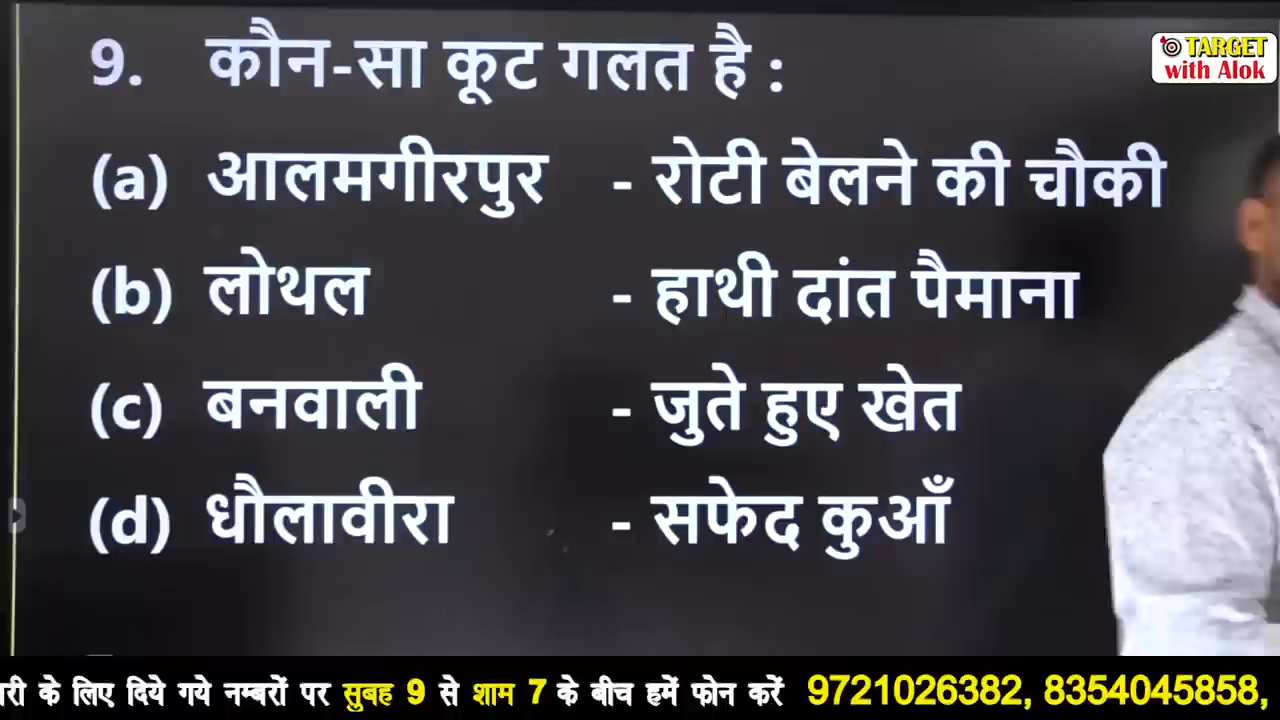 9. कौन-सा कूट गलत है :
TARGET
with Alok
(a) आलमगीरपुर - रोटी बेलने की चौकी
(b) लोथल - हाथी दांत पैमाना
(c) बनवाली - जुते हुए खेत
(d) धौलावीरा - सफेद कुआँ
री के लिए दिये गये नम्बरों पर सुबह 9 से शाम 7 के बीच हमें फोन करें 9721026382, 8354045858,